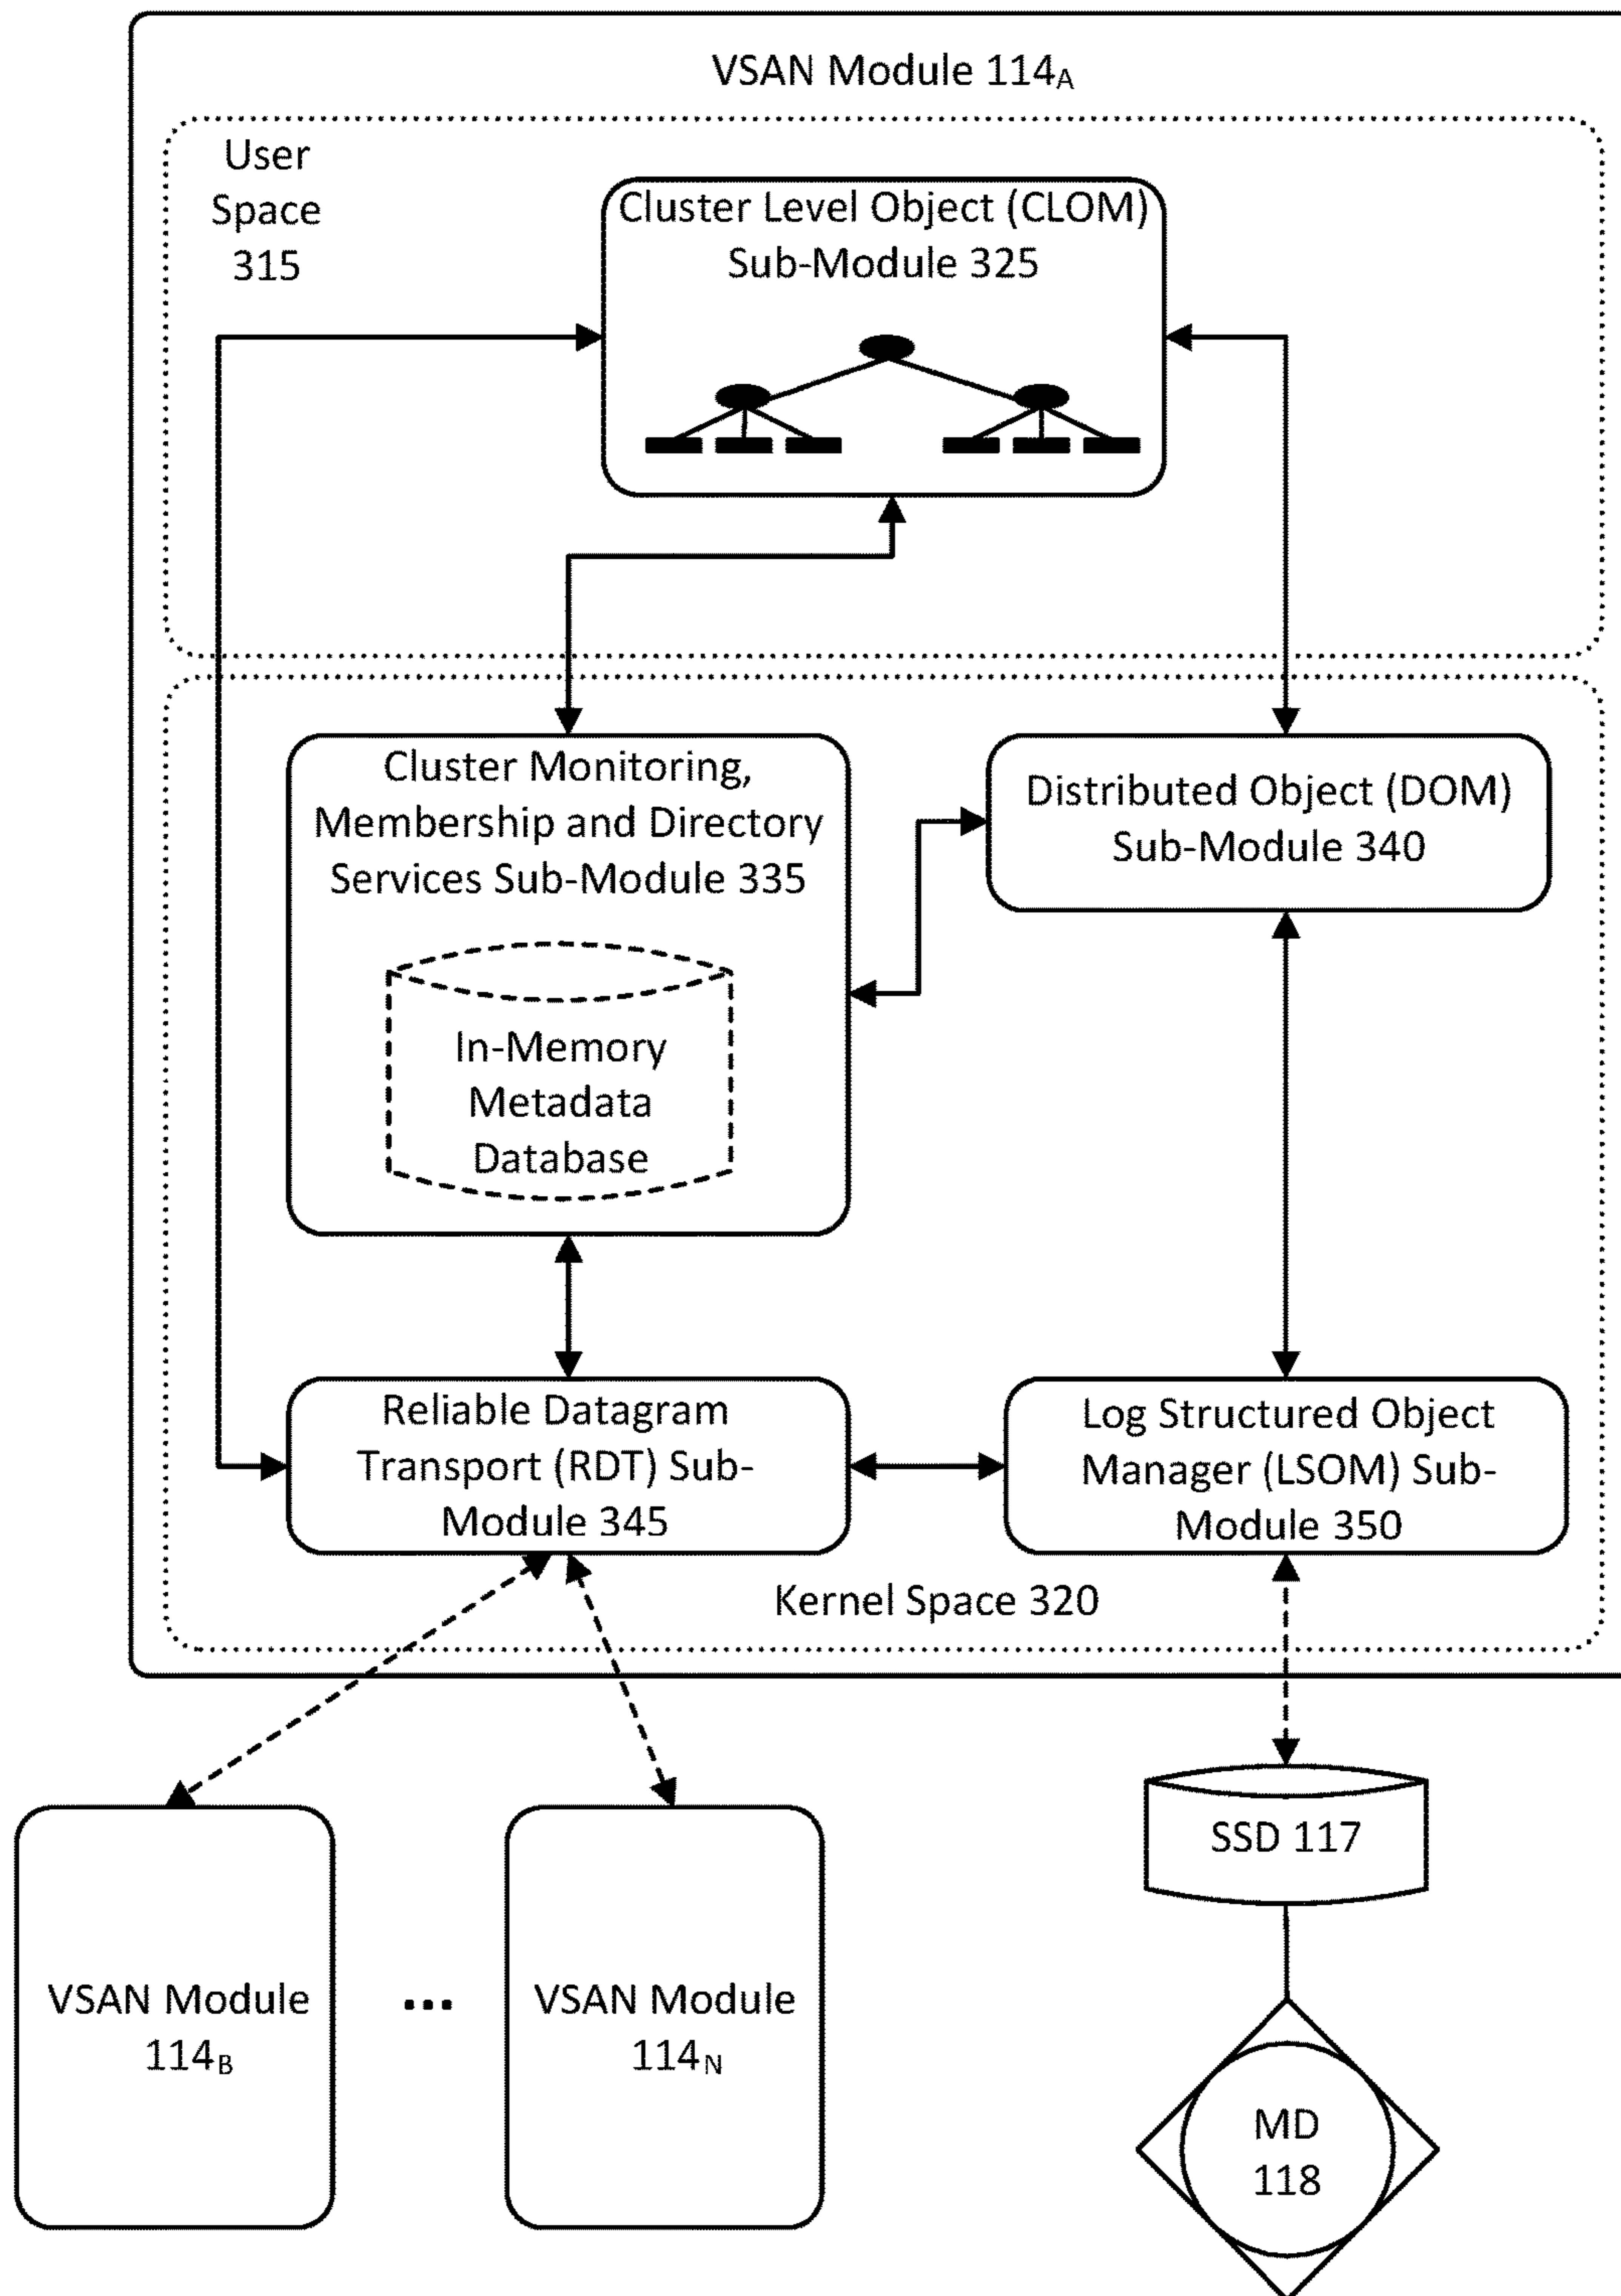 VSAN Module 114A
User
Space
315
Cluster Level Object (CLOM)
Sub-Module 325
Cluster Monitoring,
Membership and Directory
Services Sub-Module 335
In-Memory
Metadata
Database
Distributed Object (DOM)
Sub-Module 340
Reliable Datagram
Transport (RDT) Sub-
Module 345
Log Structured Object
Manager (LSOM) Sub-
Module 350
Kernel Space 320
VSAN Module
114B
...
VSAN Module
114N
SSD 117
MD
118